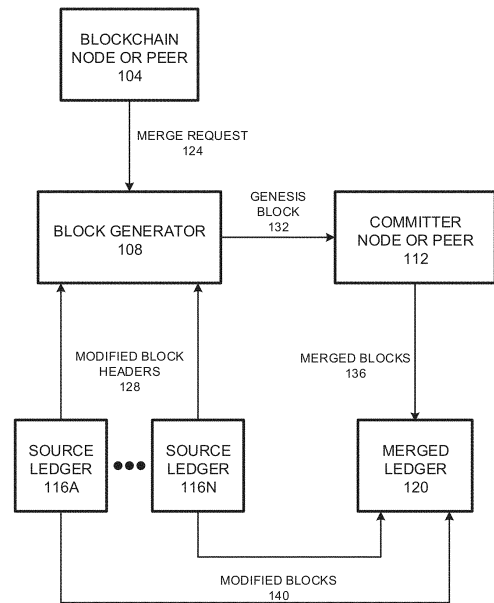 BLOCKCHAIN
NODE OR PEER
104
MERGE REQUEST
124
BLOCK GENERATOR
108
GENESIS
BLOCK
132
COMMITTER
NODE OR PEER
112
MODIFIED BLOCK
HEADERS
128
MERGED BLOCKS
136
SOURCE
LEDGER
116A
SOURCE
LEDGER
116N
MERGED
LEDGER
120
MODIFIED BLOCKS
140